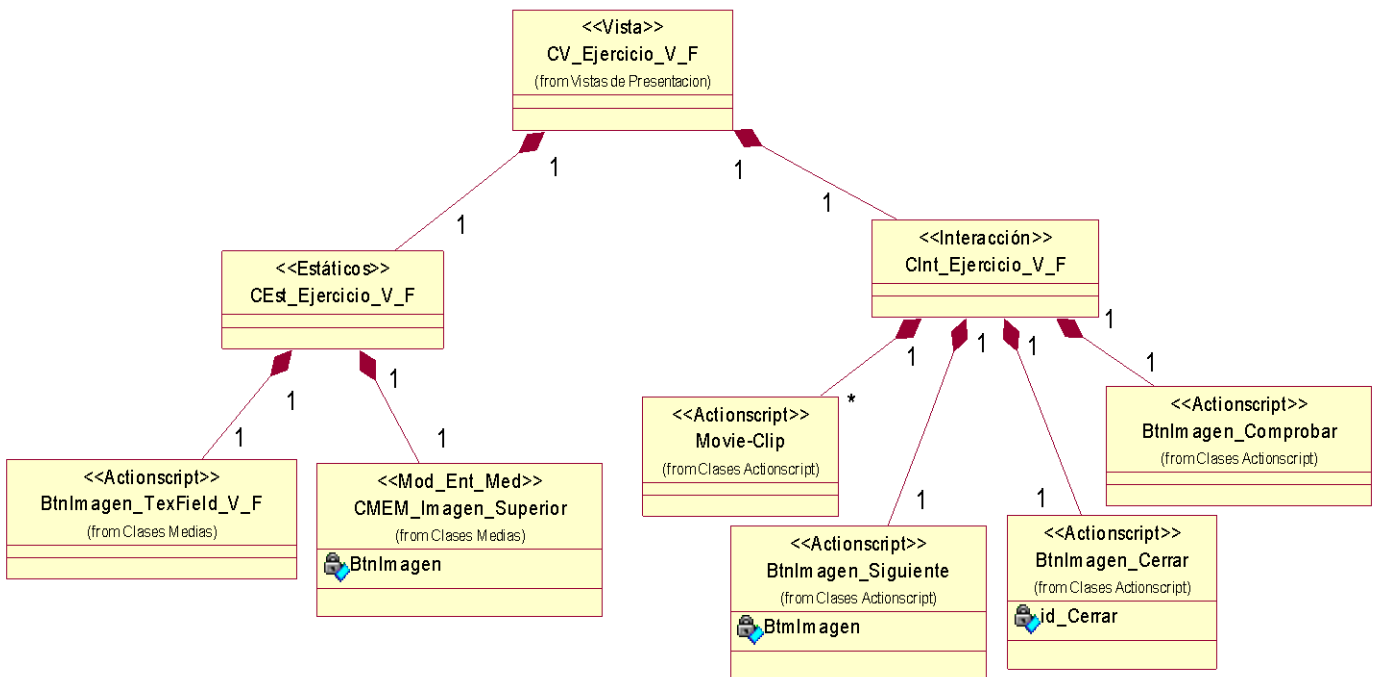 <<Vista>>
CV_Ejercicio_V_F
(from Vistas de Presentacion)
1
1
1
1
<<Estáticos>>
CEst_Ejercicio_V_F
<<Interacción>>
CInt_Ejercicio_V_F
1
1
1
1
1
1
1
1
1
*
1
1
<<Actionscript>>
BtnImagen_TexField_V_F
(from Clases Medias)
<<Mod_Ent_Med>>
CMEM_Imagen_Superior
(from Clases Medias)
BtnImagen
<<Actionscript>>
Movie-Clip
(from Clases Actionscript)
<<Actionscript>>
BtnImagen_Siguiente
(from Clases Actionscript)
BtmImagen
<<Actionscript>>
BtnImagen_Cerrar
(from Clases Actionscript)
id_Cerrar
<<Actionscript>>
BtnImagen_Comprobar
(from Clases Actionscript)